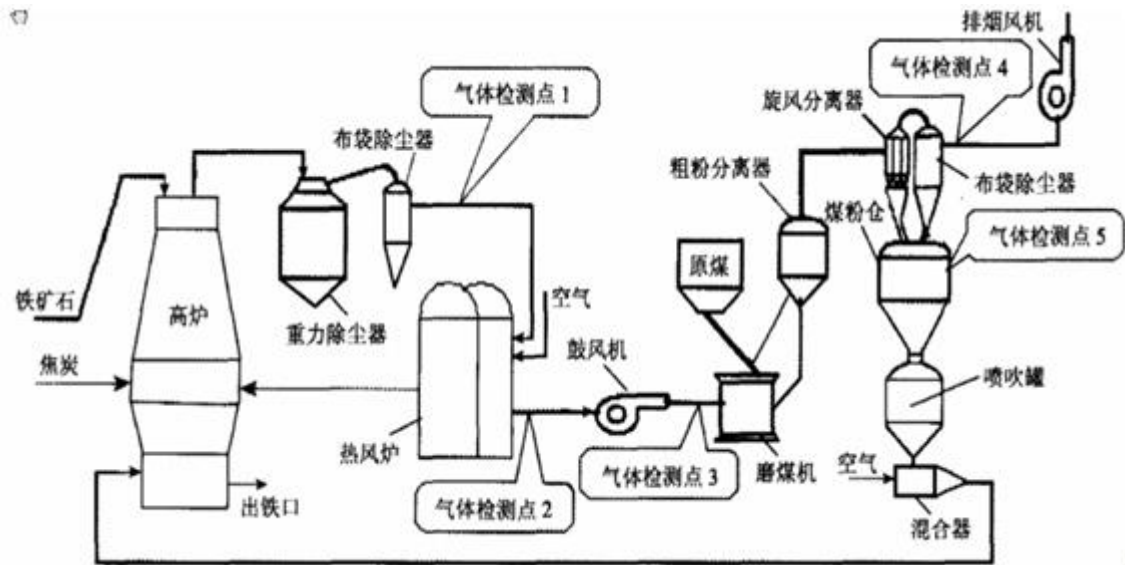 排烟风机
气体检测点 4
气体检测点 1
旋风分离器
布袋除尘器
粗粉分离器
布袋除尘器
煤粉仓
气体检测点 5
原煤
铁矿石
高炉
重力除尘器
空气
鼓风机
焦炭
喷吹罐
热风炉
气体检测点 3
磨煤机
空气
出铁口
气体检测点 2
混合器